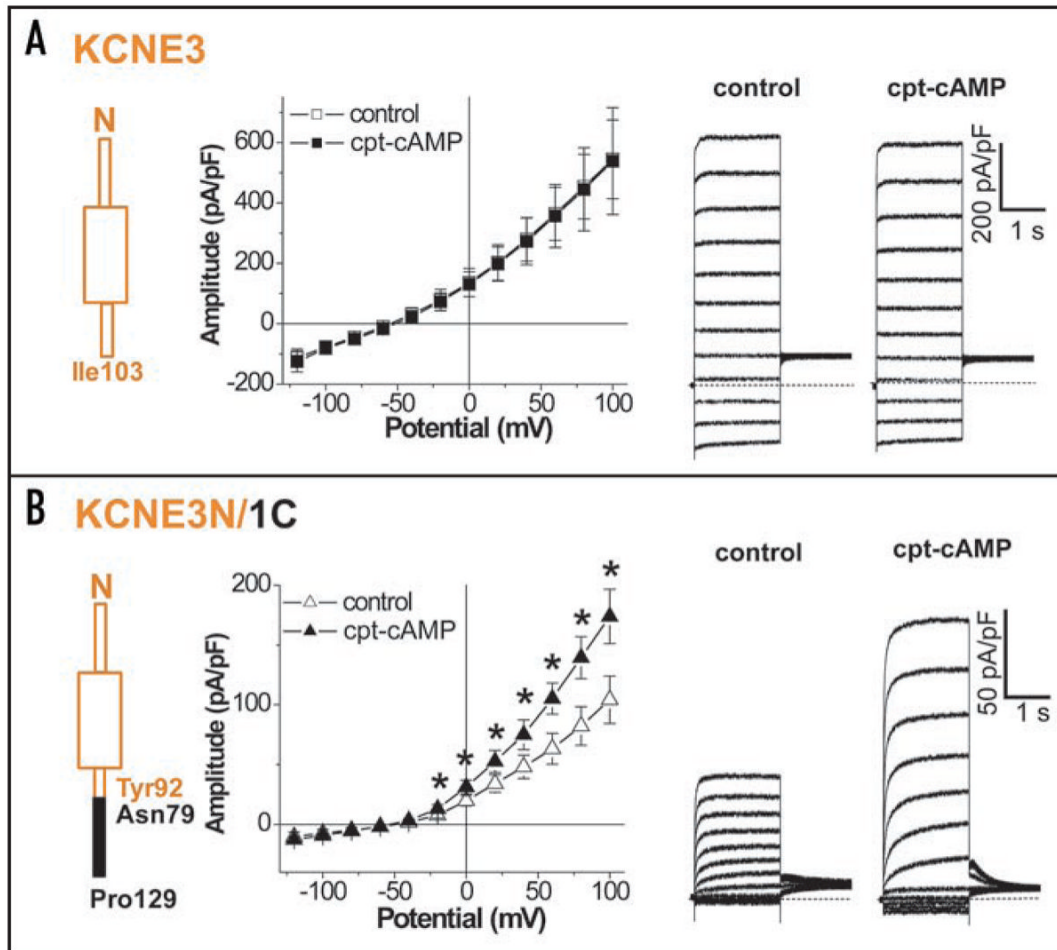 A KCNE3
N
Ile103
control
cpt-cAMP
Amplitude (pA/pF)
600
400
200
0
-200
-100 -50 0 50 100
Potential (mV)
control
cpt-cAMP
200 pA/pF
1 s
B KCNE3N/1C
N
Tyr92
Asn79
Pro129
control
cpt-cAMP
Amplitude (pA/pF)
200
100
0
* * * * * * *
-100 -50 0 50 100
Potential (mV)
control
cpt-cAMP
50 pA/pF
1 s